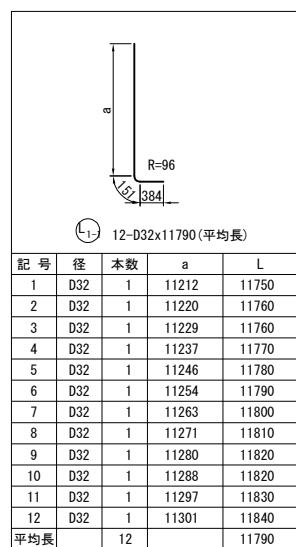 a
R=96
151
384
L1- 12-D32x11790(平均長)
記 号 径 本数 a L
1 D32 1 11212 11750
2 D32 1 11220 11760
3 D32 1 11229 11760
4 D32 1 11237 11770
5 D32 1 11246 11780
6 D32 1 11254 11790
7 D32 1 11263 11800
8 D32 1 11271 11810
9 D32 1 11280 11820
10 D32 1 11288 11820
11 D32 1 11297 11830
12 D32 1 11301 11840
平均長 12 11790